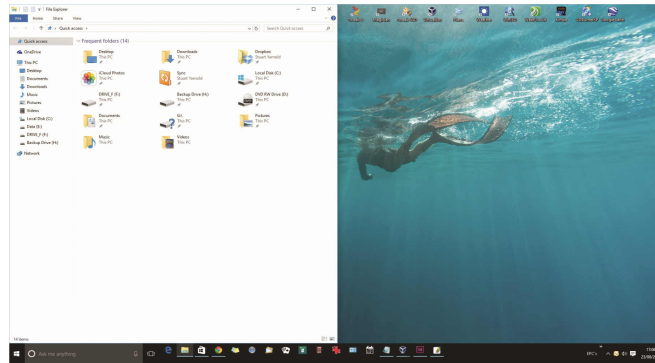 File Explorer
File Home Share View
Quick access
Search Quick access
Quick access
OneDrive
This PC
Desktop
Documents
Downloads
Music
Pictures
Videos
Local Disk (C:)
Data (E:)
DRIVE_F (F:)
Backup Drive (H:)
Network
Frequent folders (14)
Desktop
This PC
Downloads
This PC
Dropbox
Stuart Yarnold
iCloud Photos
This PC
Sync
Stuart Yarnold
Local Disk (C:)
This PC
DRIVE_F (F:)
This PC
Backup Drive (H:)
This PC
DVD RW Drive (D:)
This PC
Documents
This PC
This PC
Pictures
This PC
Music
This PC
Videos
This PC
14 items
Ask me anything